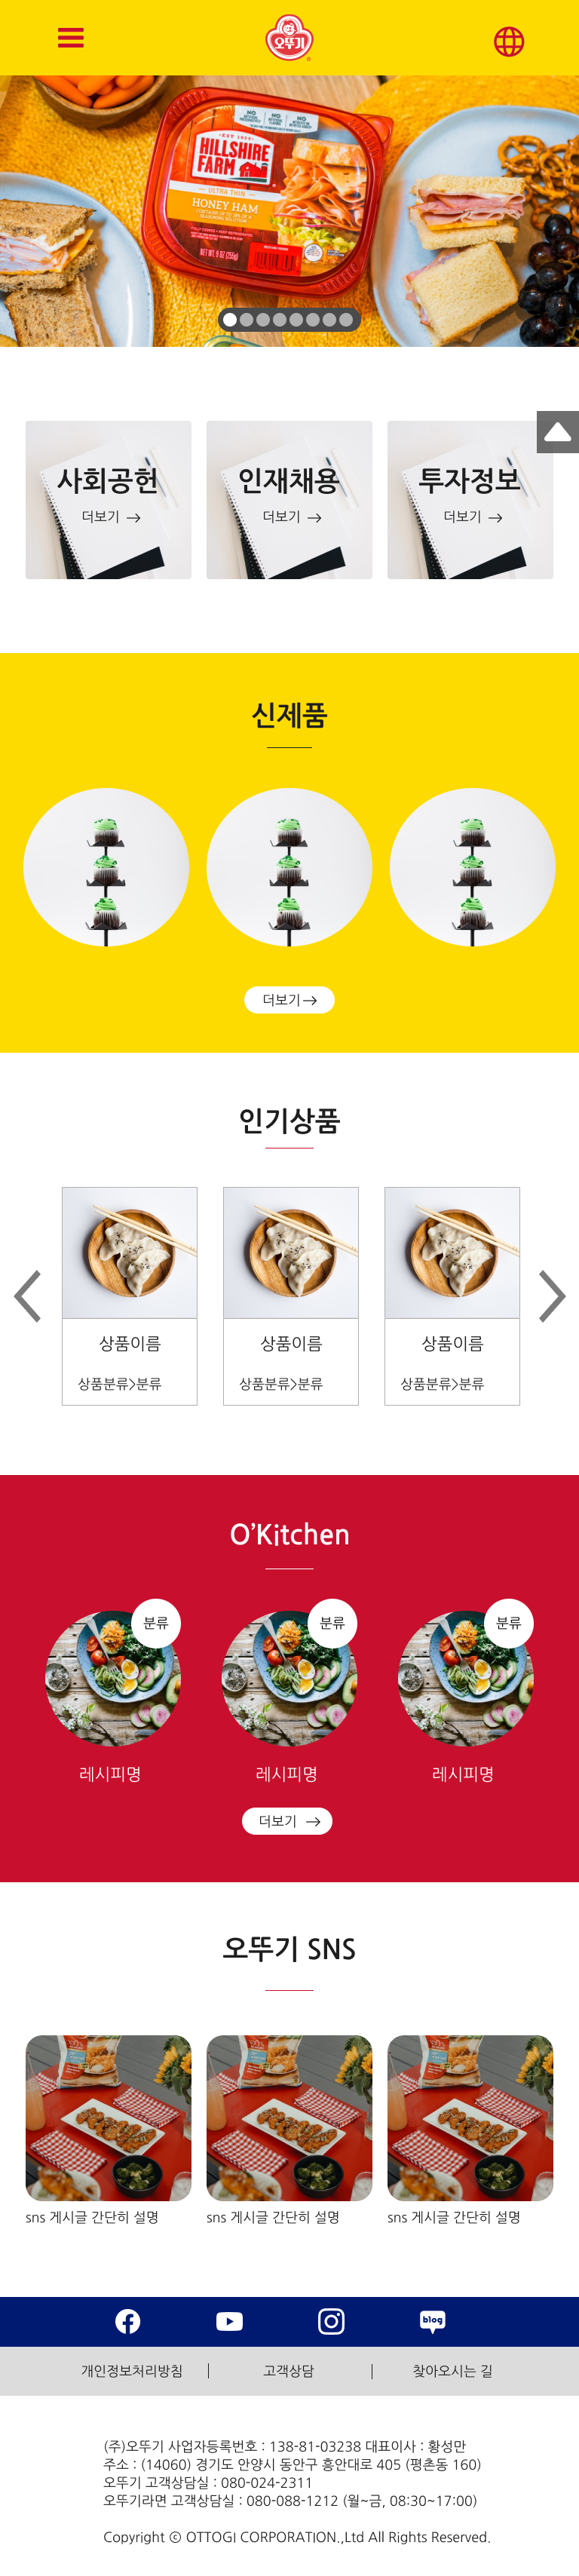 오뚜기
HILLSHIRE
FARM
ULTRA THIN
HONEY HAM
NET WT. 9 OZ (255g)
사회공헌
더보기
인재채용
더보기
투자정보
더보기
신제품
더보기
인기상품
상품이름
상품분류>분류
상품이름
상품분류>분류
상품이름
상품분류>분류
O'Kitchen
분류
분류
분류
레시피명
레시피명
레시피명
더보기
오뚜기 SNS
sns 게시글 간단히 설명
sns 게시글 간단히 설명
sns 게시글 간단히 설명
blog
개인정보처리방침
고객상담
찾아오시는 길
(주)오뚜기 사업자등록번호 : 138-81-03238 대표이사 : 황성만
주소 : (14060) 경기도 안양시 동안구 흥안대로 405 (평촌동 160)
오뚜기 고객상담실 : 080-024-2311
오뚜기라면 고객상담실 : 080-088-1212 (월~금, 08:30~17:00)
Copyright ⓒ OTTOGI CORPORATION.,Ltd All Rights Reserved.